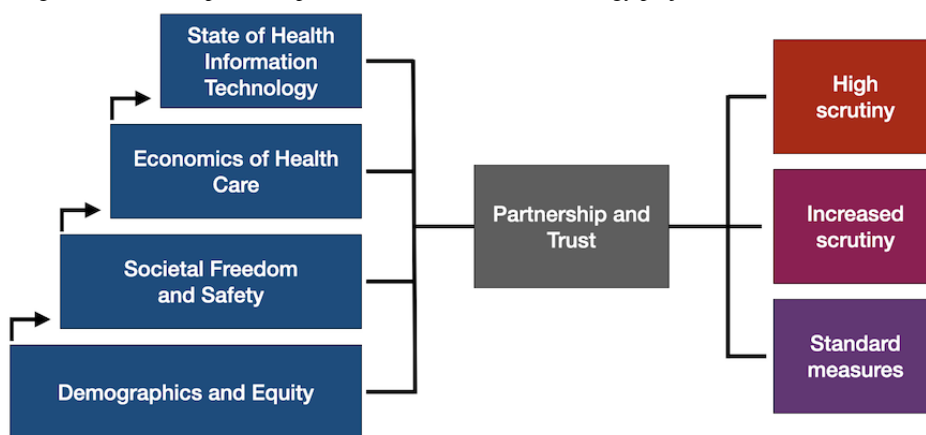 State of Health
Information
Technology
Economics of Health
Care
Societal Freedom
and Safety
Demographics and Equity
Partnership and
Trust
High
scrutiny
Increased
scrutiny
Standard
measures